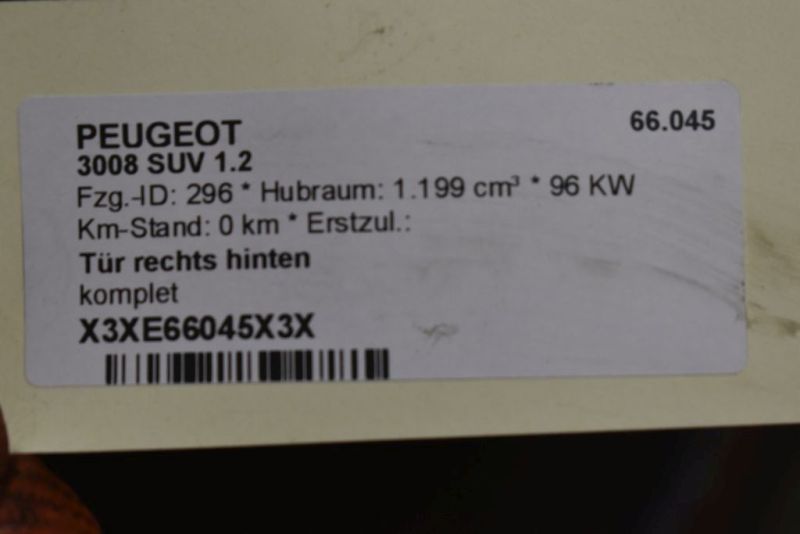 PEUGEOT
66.045
3008 SUV 1.2
Fzg.-ID: 296 * Hubraum: 1.199 cm³ * 96 KW
Km-Stand: 0 km * Erstzul.:
Tür rechts hinten
komplet
X3XE66045X3X